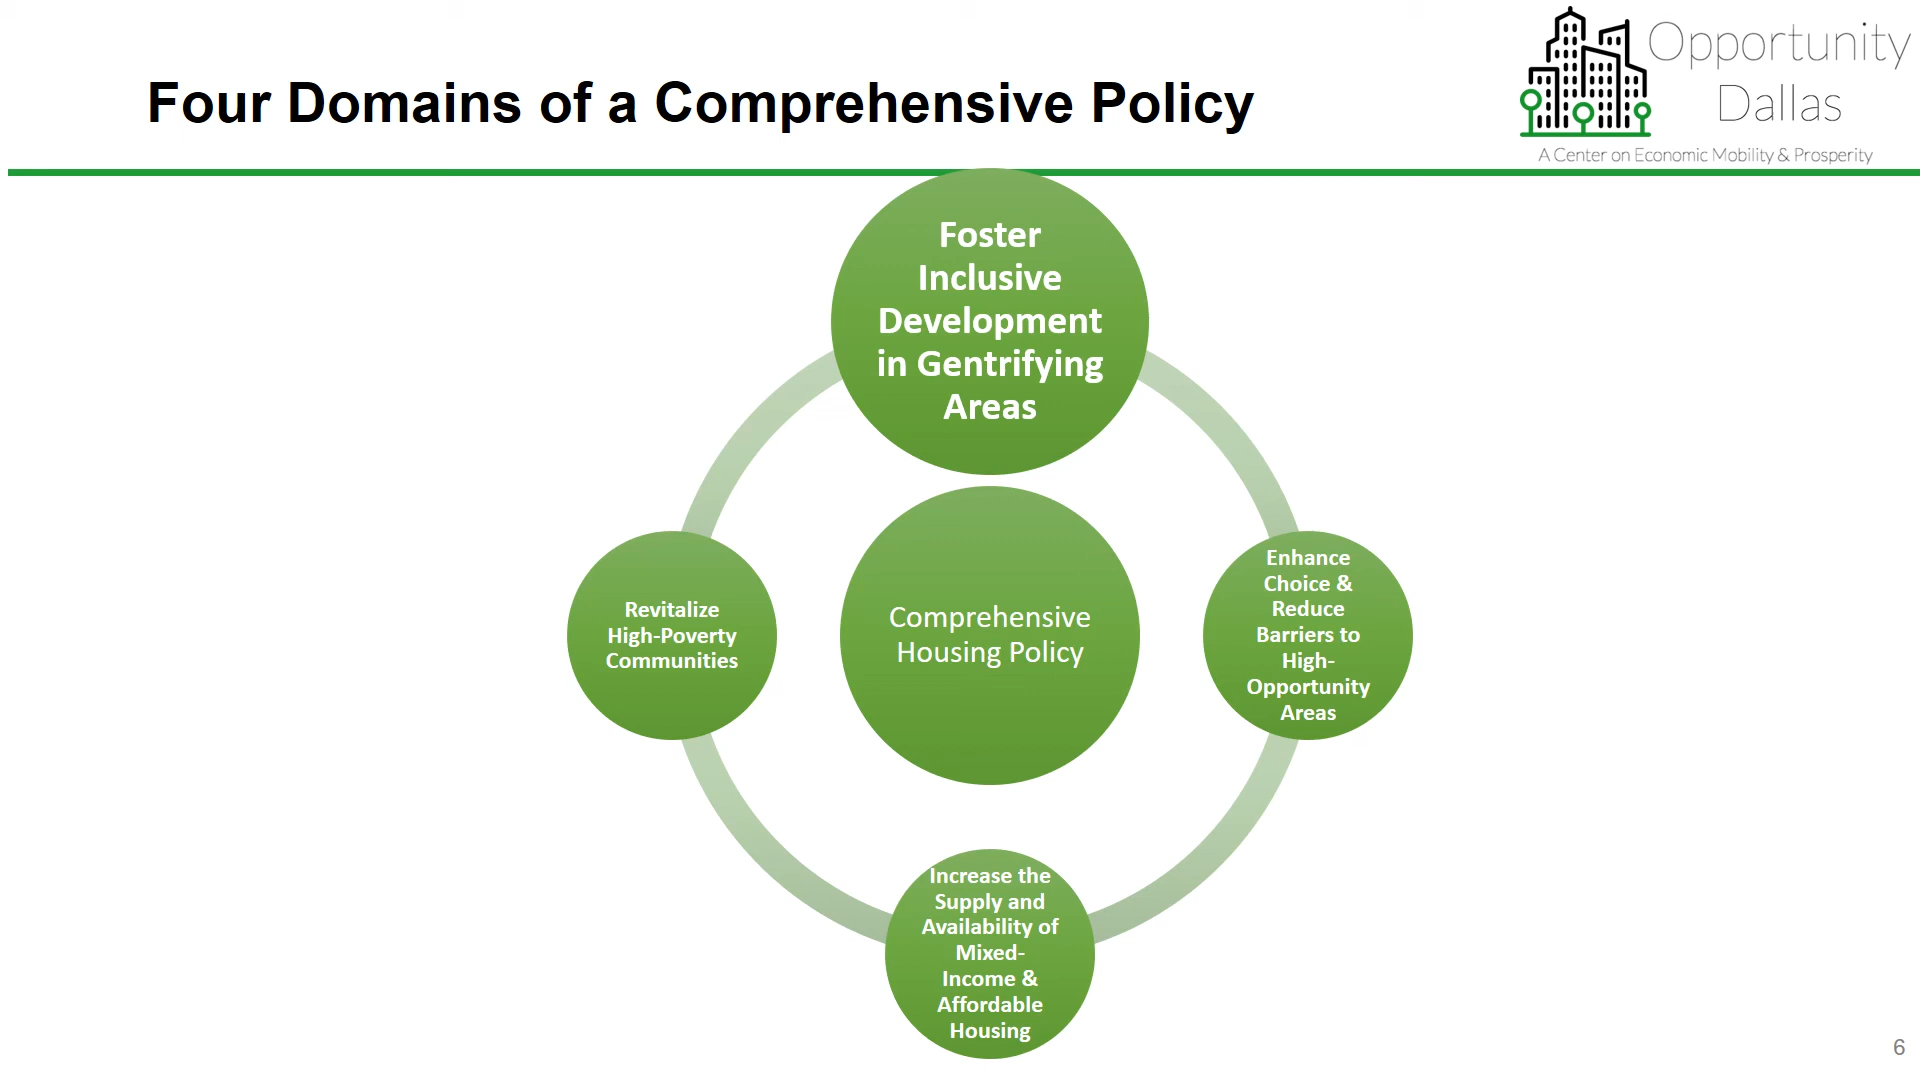 Four Domains of a Comprehensive Policy
Opportunity
Dallas
A Center on Economic Mobility & Prosperity
Foster
Inclusive
Development
in Gentrifying
Areas
Revitalize
High-Poverty
Communities
Comprehensive
Housing Policy
Enhance
Choice &
Reduce
Barriers to
High-
Opportunity
Areas
Increase the
Supply and
Availability of
Mixed-
Income &
Affordable
Housing
6